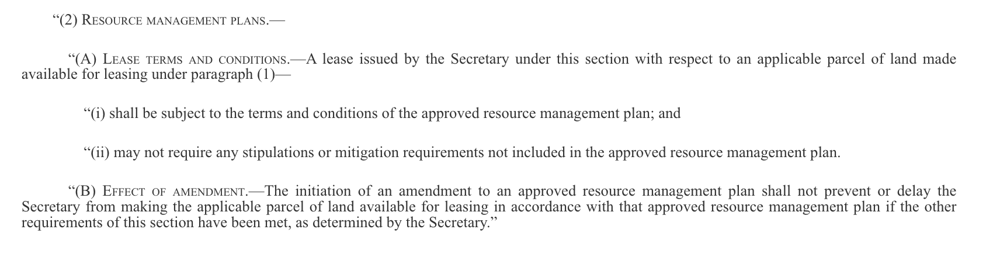 “(2) RESOURCE MANAGEMENT PLANS.—
“(A) LEASE TERMS AND CONDITIONS.—A lease issued by the Secretary under this section with respect to an applicable parcel of land made
available for leasing under paragraph (1)—
“(i) shall be subject to the terms and conditions of the approved resource management plan; and
“(ii) may not require any stipulations or mitigation requirements not included in the approved resource management plan.
“(B) EFFECT OF AMENDMENT.—The initiation of an amendment to an approved resource management plan shall not prevent or delay the
Secretary from making the applicable parcel of land available for leasing in accordance with that approved resource management plan if the other
requirements of this section have been met, as determined by the Secretary.”